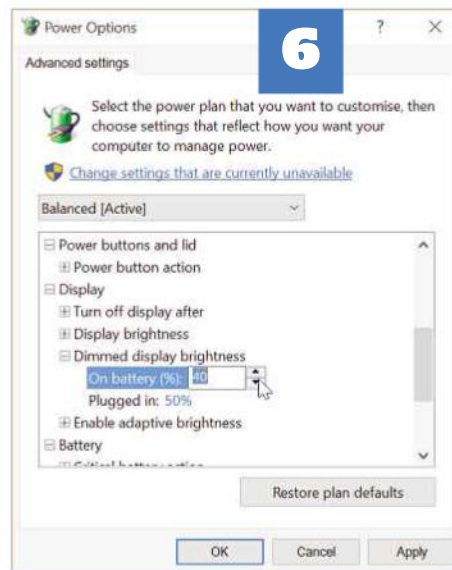 Power Options
6
?
Advanced settings
Select the power plan that you want to customise, then
choose settings that reflect how you want your
computer to manage power.
Change settings that are currently unavailable
Balanced [Active]
Power buttons and lid
Power button action
Display
Turn off display after
Display brightness
Dimmed display brightness
On battery (%): 40
Plugged in: 50%
Enable adaptive brightness
Battery
Critical battery action
Restore plan defaults
OK Cancel Apply